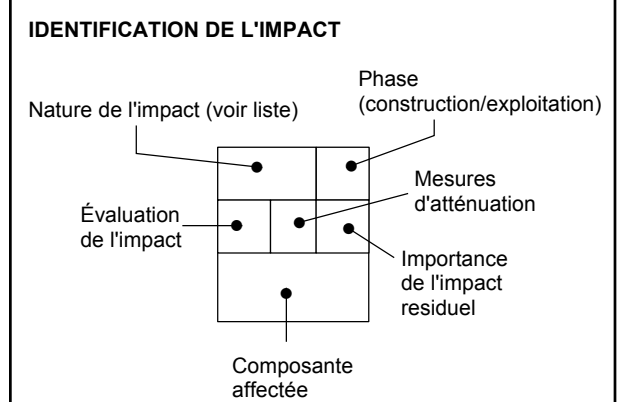 IDENTIFICATION DE L'IMPACT
Phase
(construction/exploitation)
Nature de l'impact (voir liste)
Mesures
d'atténuation
Évaluation
de l'impact
Importance
de l'impact
residuel
Composante
affectée